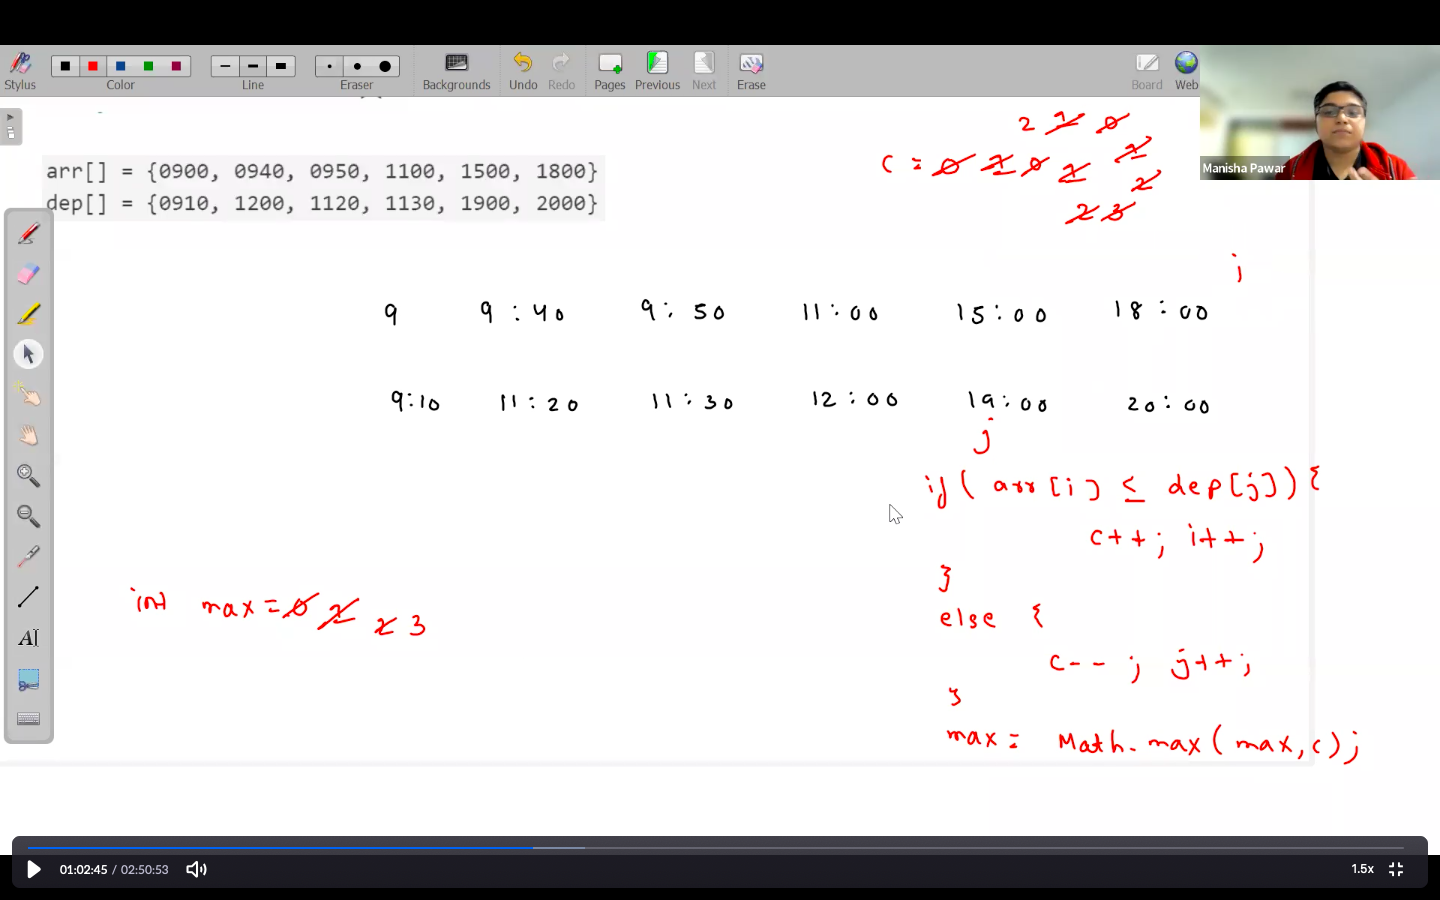 Stylus Color Line Eraser Backgrounds Undo Redo Pages Previous Next Erase Board Web
Manisha Pawar
2 1 0
c = 0 1 0 1 1 2
2 3
arr[] = {0900, 0940, 0950, 1100, 1500, 1800}
dep[] = {0910, 1200, 1120, 1130, 1900, 2000}
i
9 9:40 9:50 11:00 15:00 18:00
9:10 11:20 11:30 12:00 19:00 20:00
j
if( arr[i] ≤ dep[j]) {
c++; i++;
}
int max = 0 1 2 3
else {
c-- ; j++;
}
max = Math.max(max, c);
AI
01:02:45 / 02:50:53 1.5x